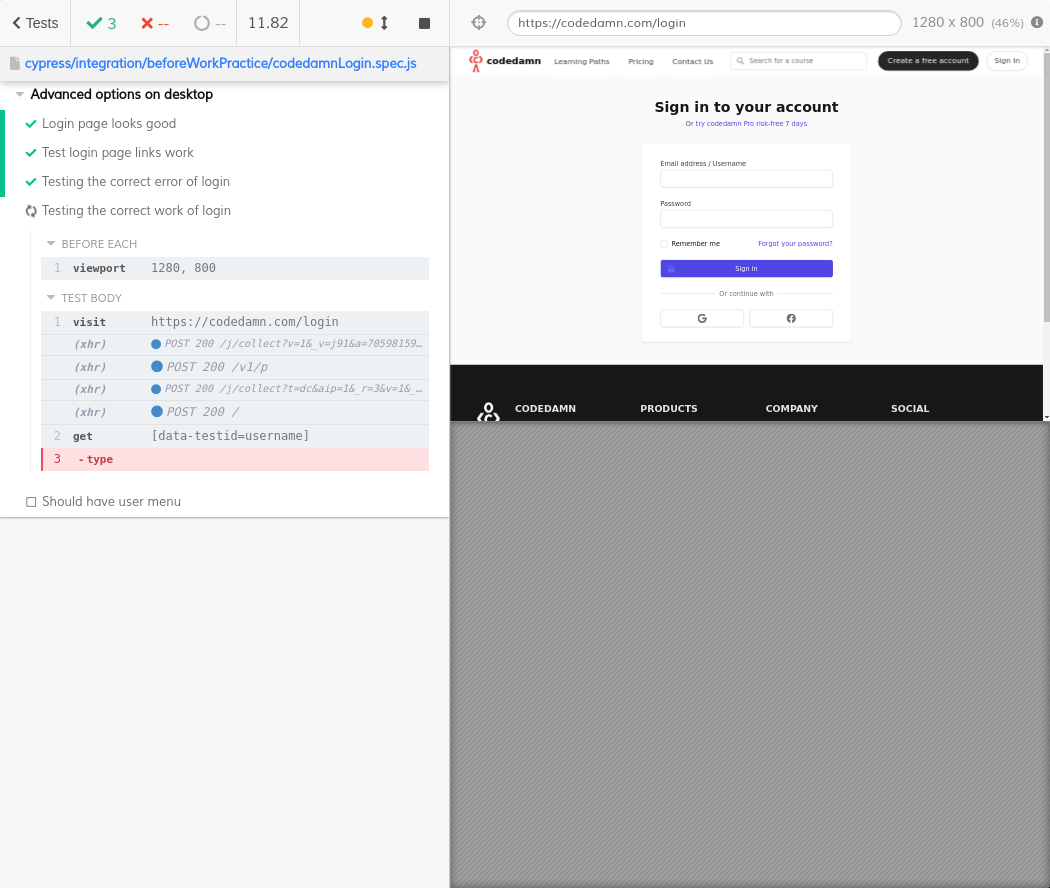 Tests 3 -- -- 11.82
cypress/integration/beforeWorkPractice/codedamnLogin.spec.js
Advanced options on desktop
Login page looks good
Test login page links work
Testing the correct error of login
Testing the correct work of login
BEFORE EACH
1 viewport 1280, 800
TEST BODY
1 visit https://codedamn.com/login
(xhr) POST 200 /j/collect?v=1&_v=j91&a=70598159…
(xhr) POST 200 /v1/p
(xhr) POST 200 /j/collect?t=dc&aip=1&_r=3&v=1&_…
(xhr) POST 200 /
2 get [data-testid=username]
3 -type
Should have user menu
https://codedamn.com/login 1280 x 800 (46%)
codedamn Learning Paths Pricing Contact Us Search for a course Create a free account Sign In
Sign in to your account
Or try codedamn Pro risk-free 7 days
Email address / Username
Password
Remember me Forgot your password?
Sign in
Or continue with
CODEDAMN PRODUCTS COMPANY SOCIAL